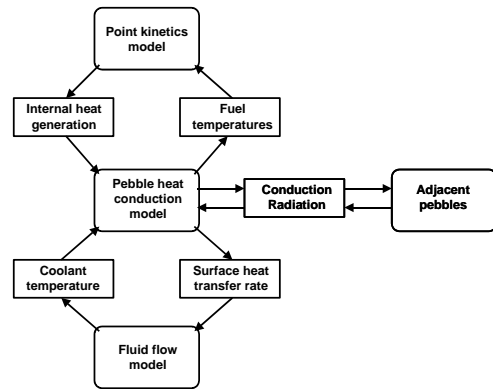 Point kinetics
model
Internal heat
generation
Fuel
temperatures
Pebble heat
conduction
model
Conduction
Radiation
Adjacent
pebbles
Coolant
temperature
Surface heat
transfer rate
Fluid flow
model